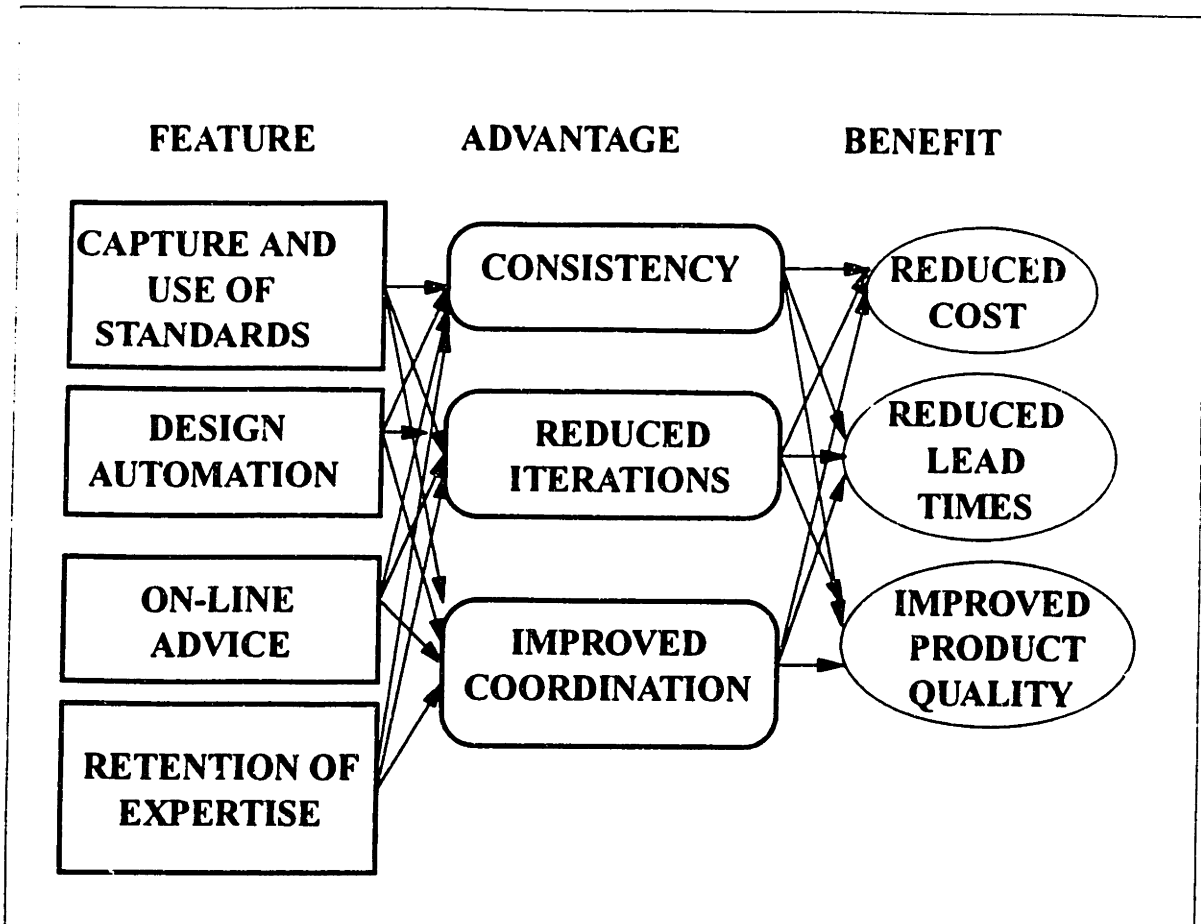 FEATURE
ADVANTAGE
BENEFIT
CAPTURE AND
USE OF
STANDARDS
DESIGN
AUTOMATION
ON-LINE
ADVICE
RETENTION OF
EXPERTISE
CONSISTENCY
REDUCED
ITERATIONS
IMPROVED
COORDINATION
REDUCED
COST
REDUCED
LEAD
TIMES
IMPROVED
PRODUCT
QUALITY